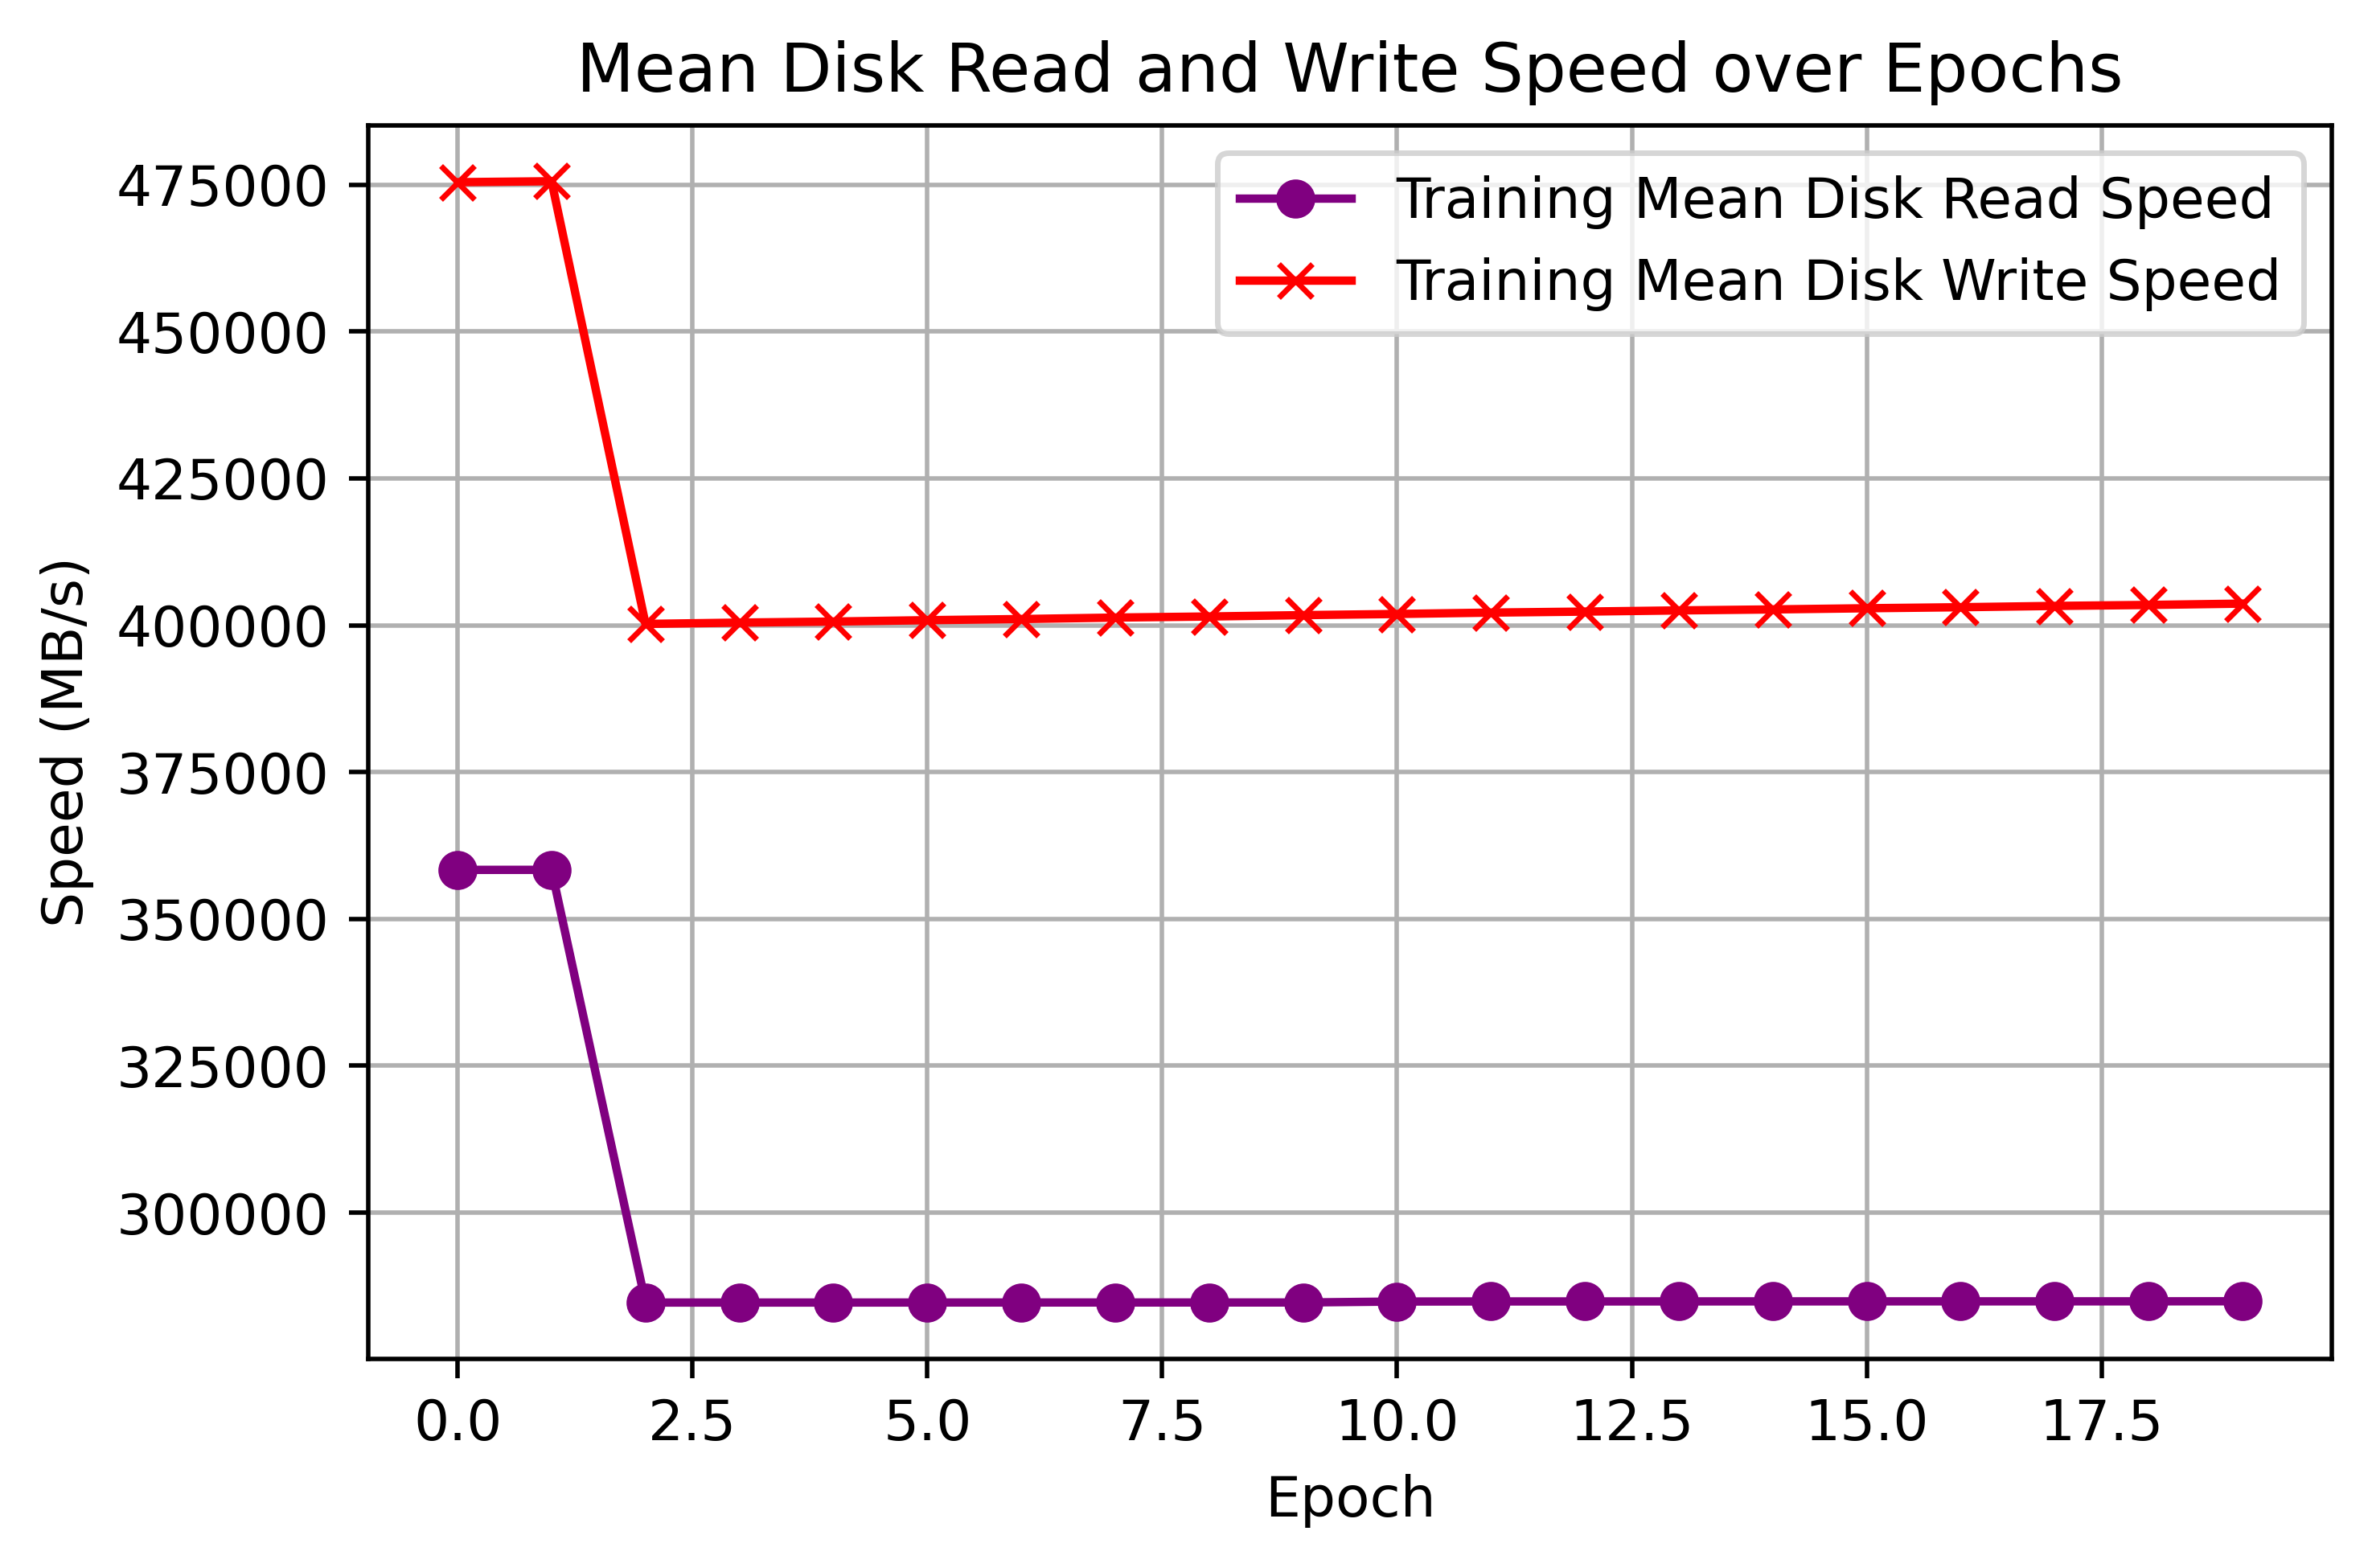 Mean Disk Read and Write Speed over Epochs
Training Mean Disk Read Speed
Training Mean Disk Write Speed
Speed (MB/s)
475000
450000
425000
400000
375000
350000
325000
300000
0.0 2.5 5.0 7.5 10.0 12.5 15.0 17.5
Epoch